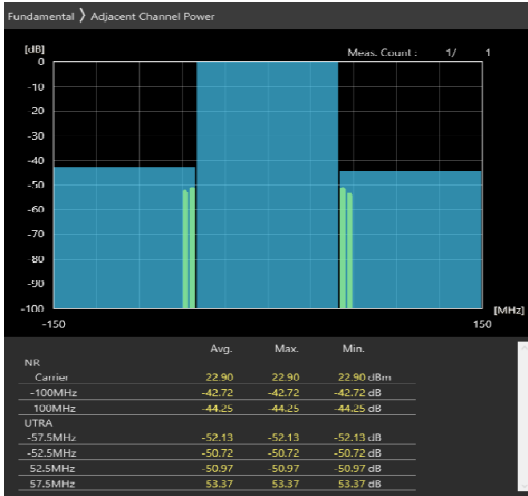 Fundamental 》 Adjacent Channel Power
[dB]
Meas. Count : 1/ 1
0
-10
-20
-30
-40
-50
-60
-70
-80
-90
-100
[MHz]
-150 150
Avg. Max. Min.
NR
Carrier 22.90 22.90 22.90 dBm
-100MHz -42.72 -42.72 -42.72 dB
100MHz -44.25 -44.25 -44.25 dB
UTRA
-57.5MHz -52.13 -52.13 -52.13 dB
-52.5MHz -50.72 -50.72 -50.72 dB
52.5MHz -50.97 -50.97 -50.97 dB
57.5MHz 53.37 53.37 53.37 dB